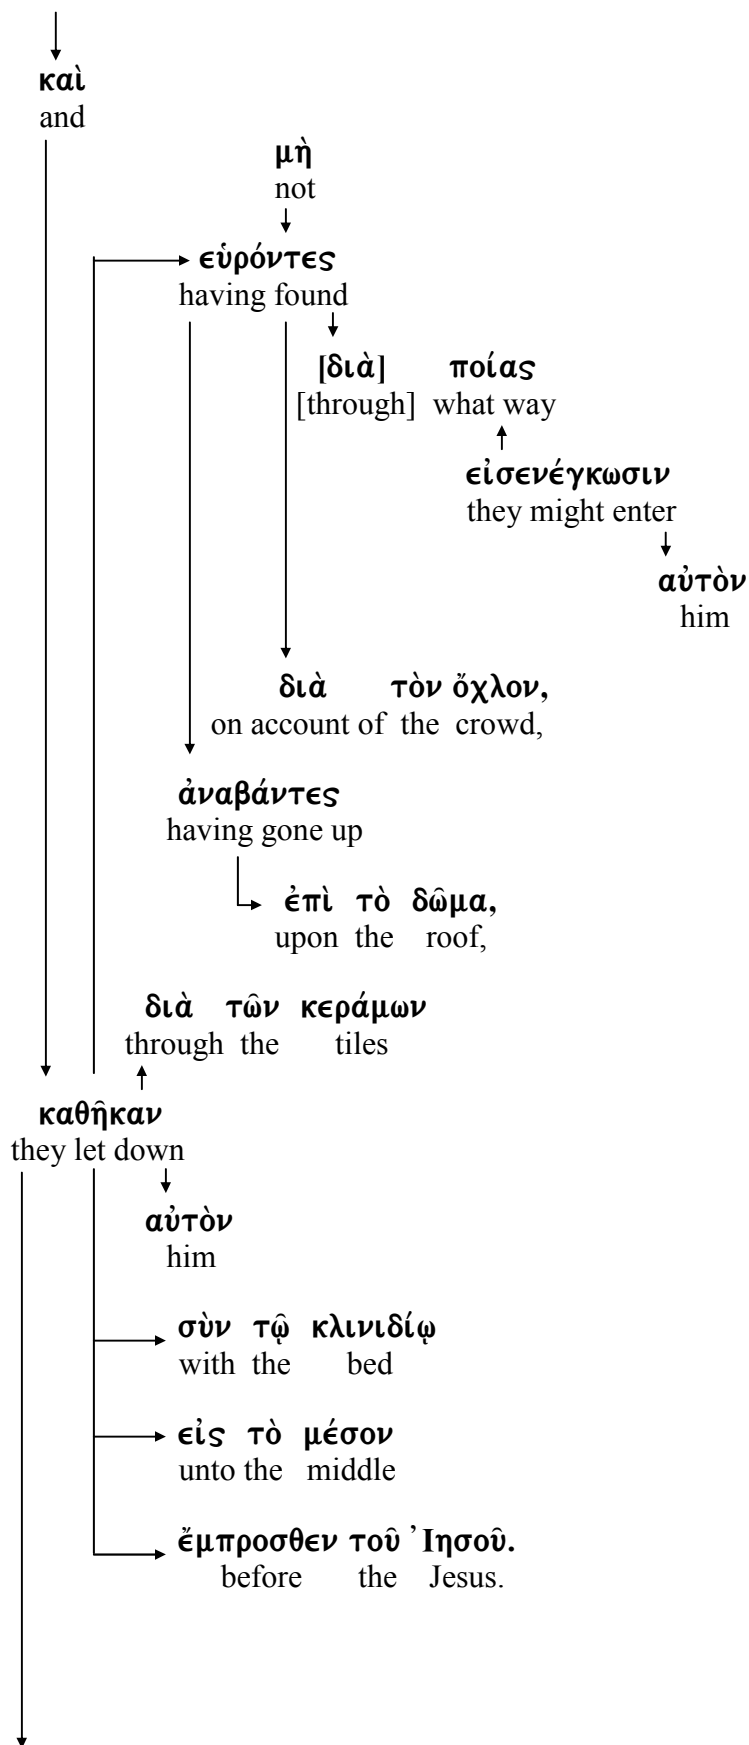 καὶ
and
μὴ
not
εὑρόντες
having found
[διὰ] ποίας
[through] what way
εἰσενέγκωσιν
they might enter
αὐτὸν
him
διὰ τὸν ὄχλον,
on account of the crowd,
ἀναβάντες
having gone up
ἐπὶ τὸ δῶμα,
upon the roof,
διὰ τῶν κεράμων
through the tiles
καθῆκαν
they let down
αὐτὸν
him
σὺν τῷ κλινιδίῳ
with the bed
εἰς τὸ μέσον
unto the middle
ἔμπροσθεν τοῦ Ἰησοῦ.
before the Jesus.